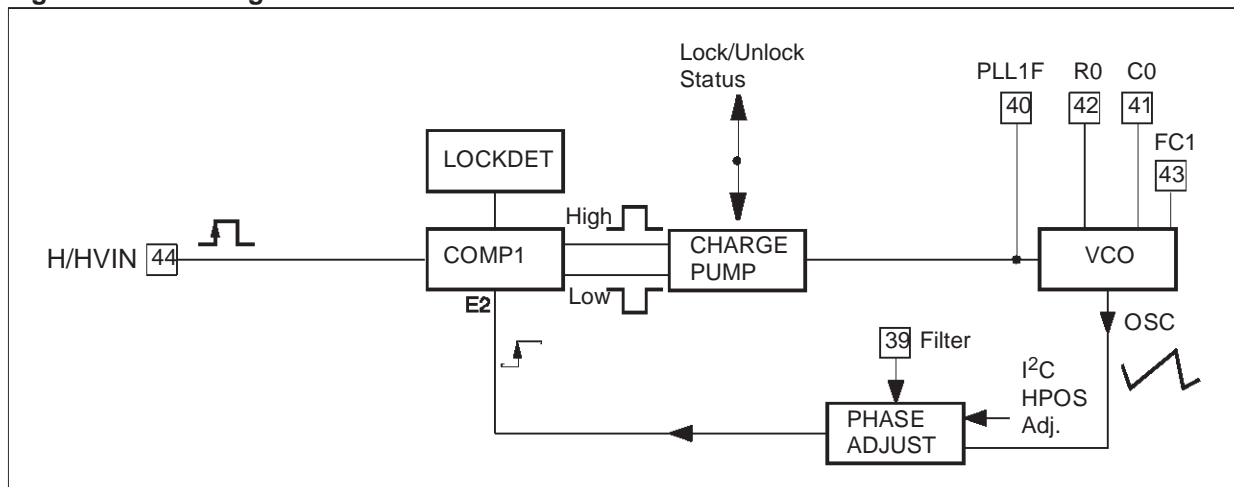 Lock/Unlock
Status
PLL1F
R0
C0
40
42
41
FC1
43
LOCKDET
High
H/HVIN
44
COMP1
CHARGE
PUMP
VCO
E2
Low
OSC
39
Filter
I²C
HPOS
Adj.
PHASE
ADJUST